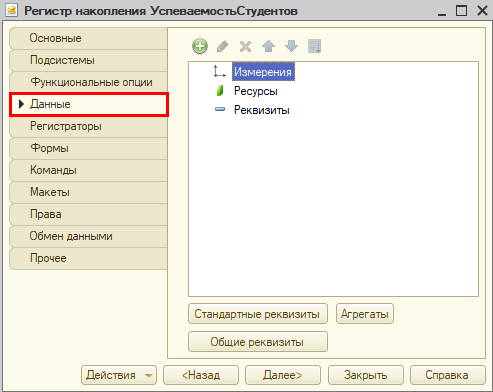 Регистр накопления УспеваемостьСтудентов
Основные
Подсистемы
Функциональные опции
Данные
Регистраторы
Формы
Команды
Макеты
Права
Обмен данными
Прочее
Измерения
Ресурсы
Реквизиты
Стандартные реквизиты Агрегаты
Общие реквизиты
Действия <Назад Далее> Закрыть Справка